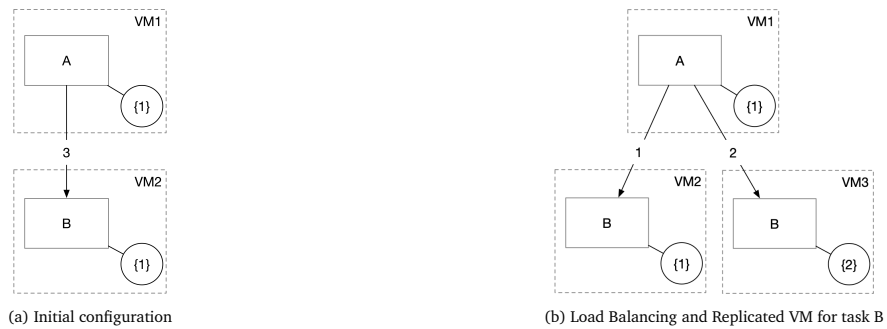 VM1
A
{1}
3
VM2
B
{1}
(a) Initial configuration
VM1
A
{1}
1
2
VM2
B
{1}
VM3
B
{2}
(b) Load Balancing and Replicated VM for task B